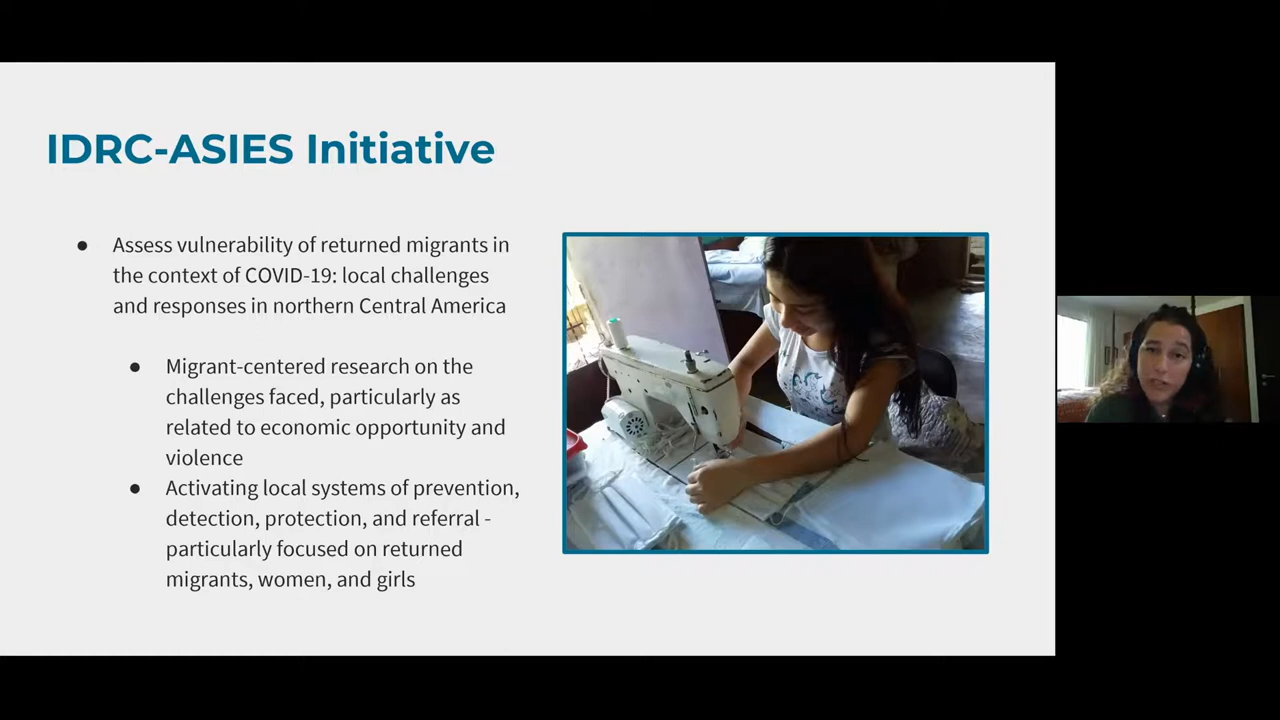 IDRC-ASIES Initiative
● Assess vulnerability of returned migrants in
the context of COVID-19: local challenges
and responses in northern Central America
● Migrant-centered research on the
challenges faced, particularly as
related to economic opportunity and
violence
● Activating local systems of prevention,
detection, protection, and referral -
particularly focused on returned
migrants, women, and girls